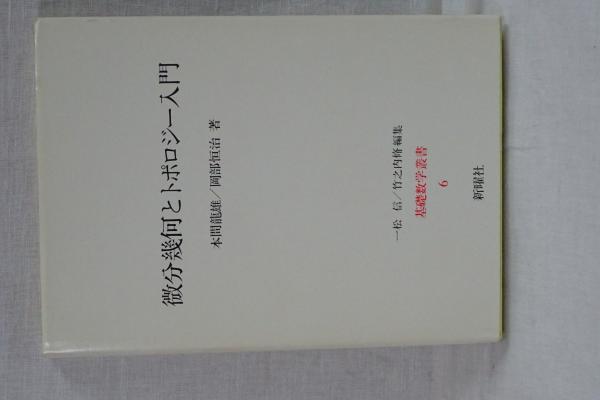 微分幾何とトポロジー入門
本間龍雄／岡部恒治 著
一松 信／竹之内脩 編集
基礎数学叢書
6
新曜社